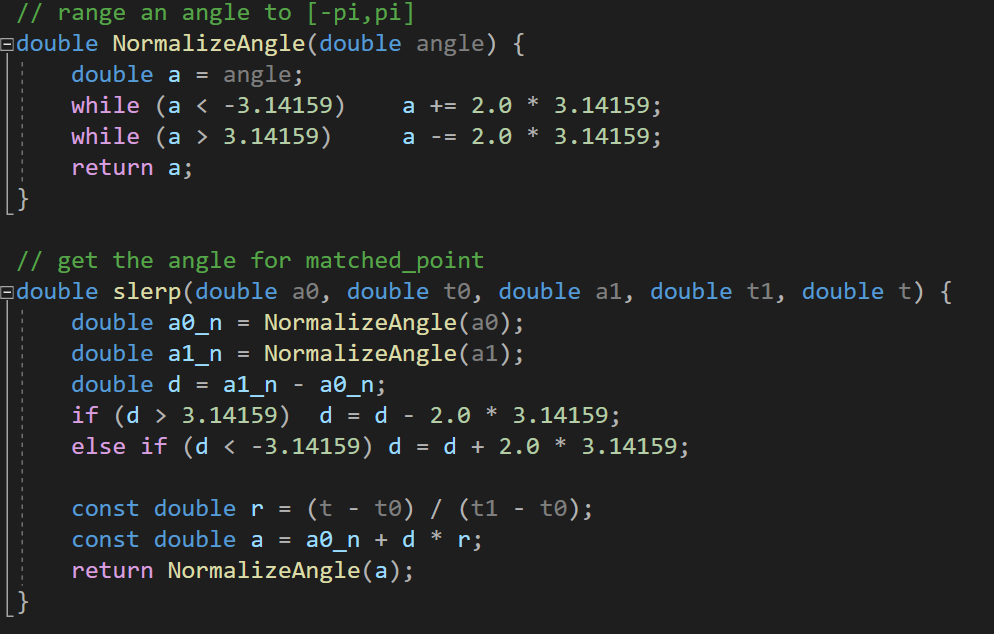 // range an angle to [-pi,pi]
double NormalizeAngle(double angle) {
    double a = angle;
    while (a < -3.14159)    a += 2.0 * 3.14159;
    while (a > 3.14159)     a -= 2.0 * 3.14159;
    return a;
}

// get the angle for matched_point
double slerp(double a0, double t0, double a1, double t1, double t) {
    double a0_n = NormalizeAngle(a0);
    double a1_n = NormalizeAngle(a1);
    double d = a1_n - a0_n;
    if (d > 3.14159)  d = d - 2.0 * 3.14159;
    else if (d < -3.14159) d = d + 2.0 * 3.14159;

    const double r = (t - t0) / (t1 - t0);
    const double a = a0_n + d * r;
    return NormalizeAngle(a);
}